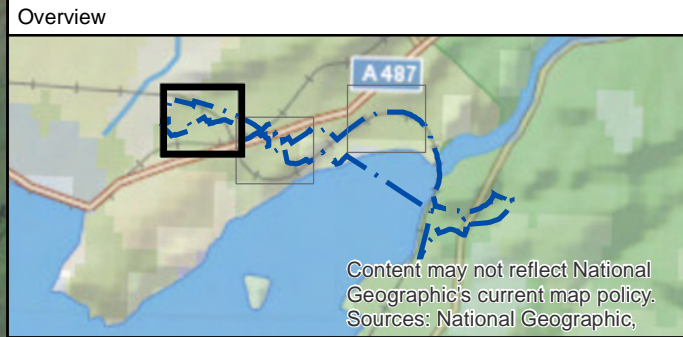 Overview
A 487
Content may not reflect National
Geographic's current map policy.
Sources: National Geographic,